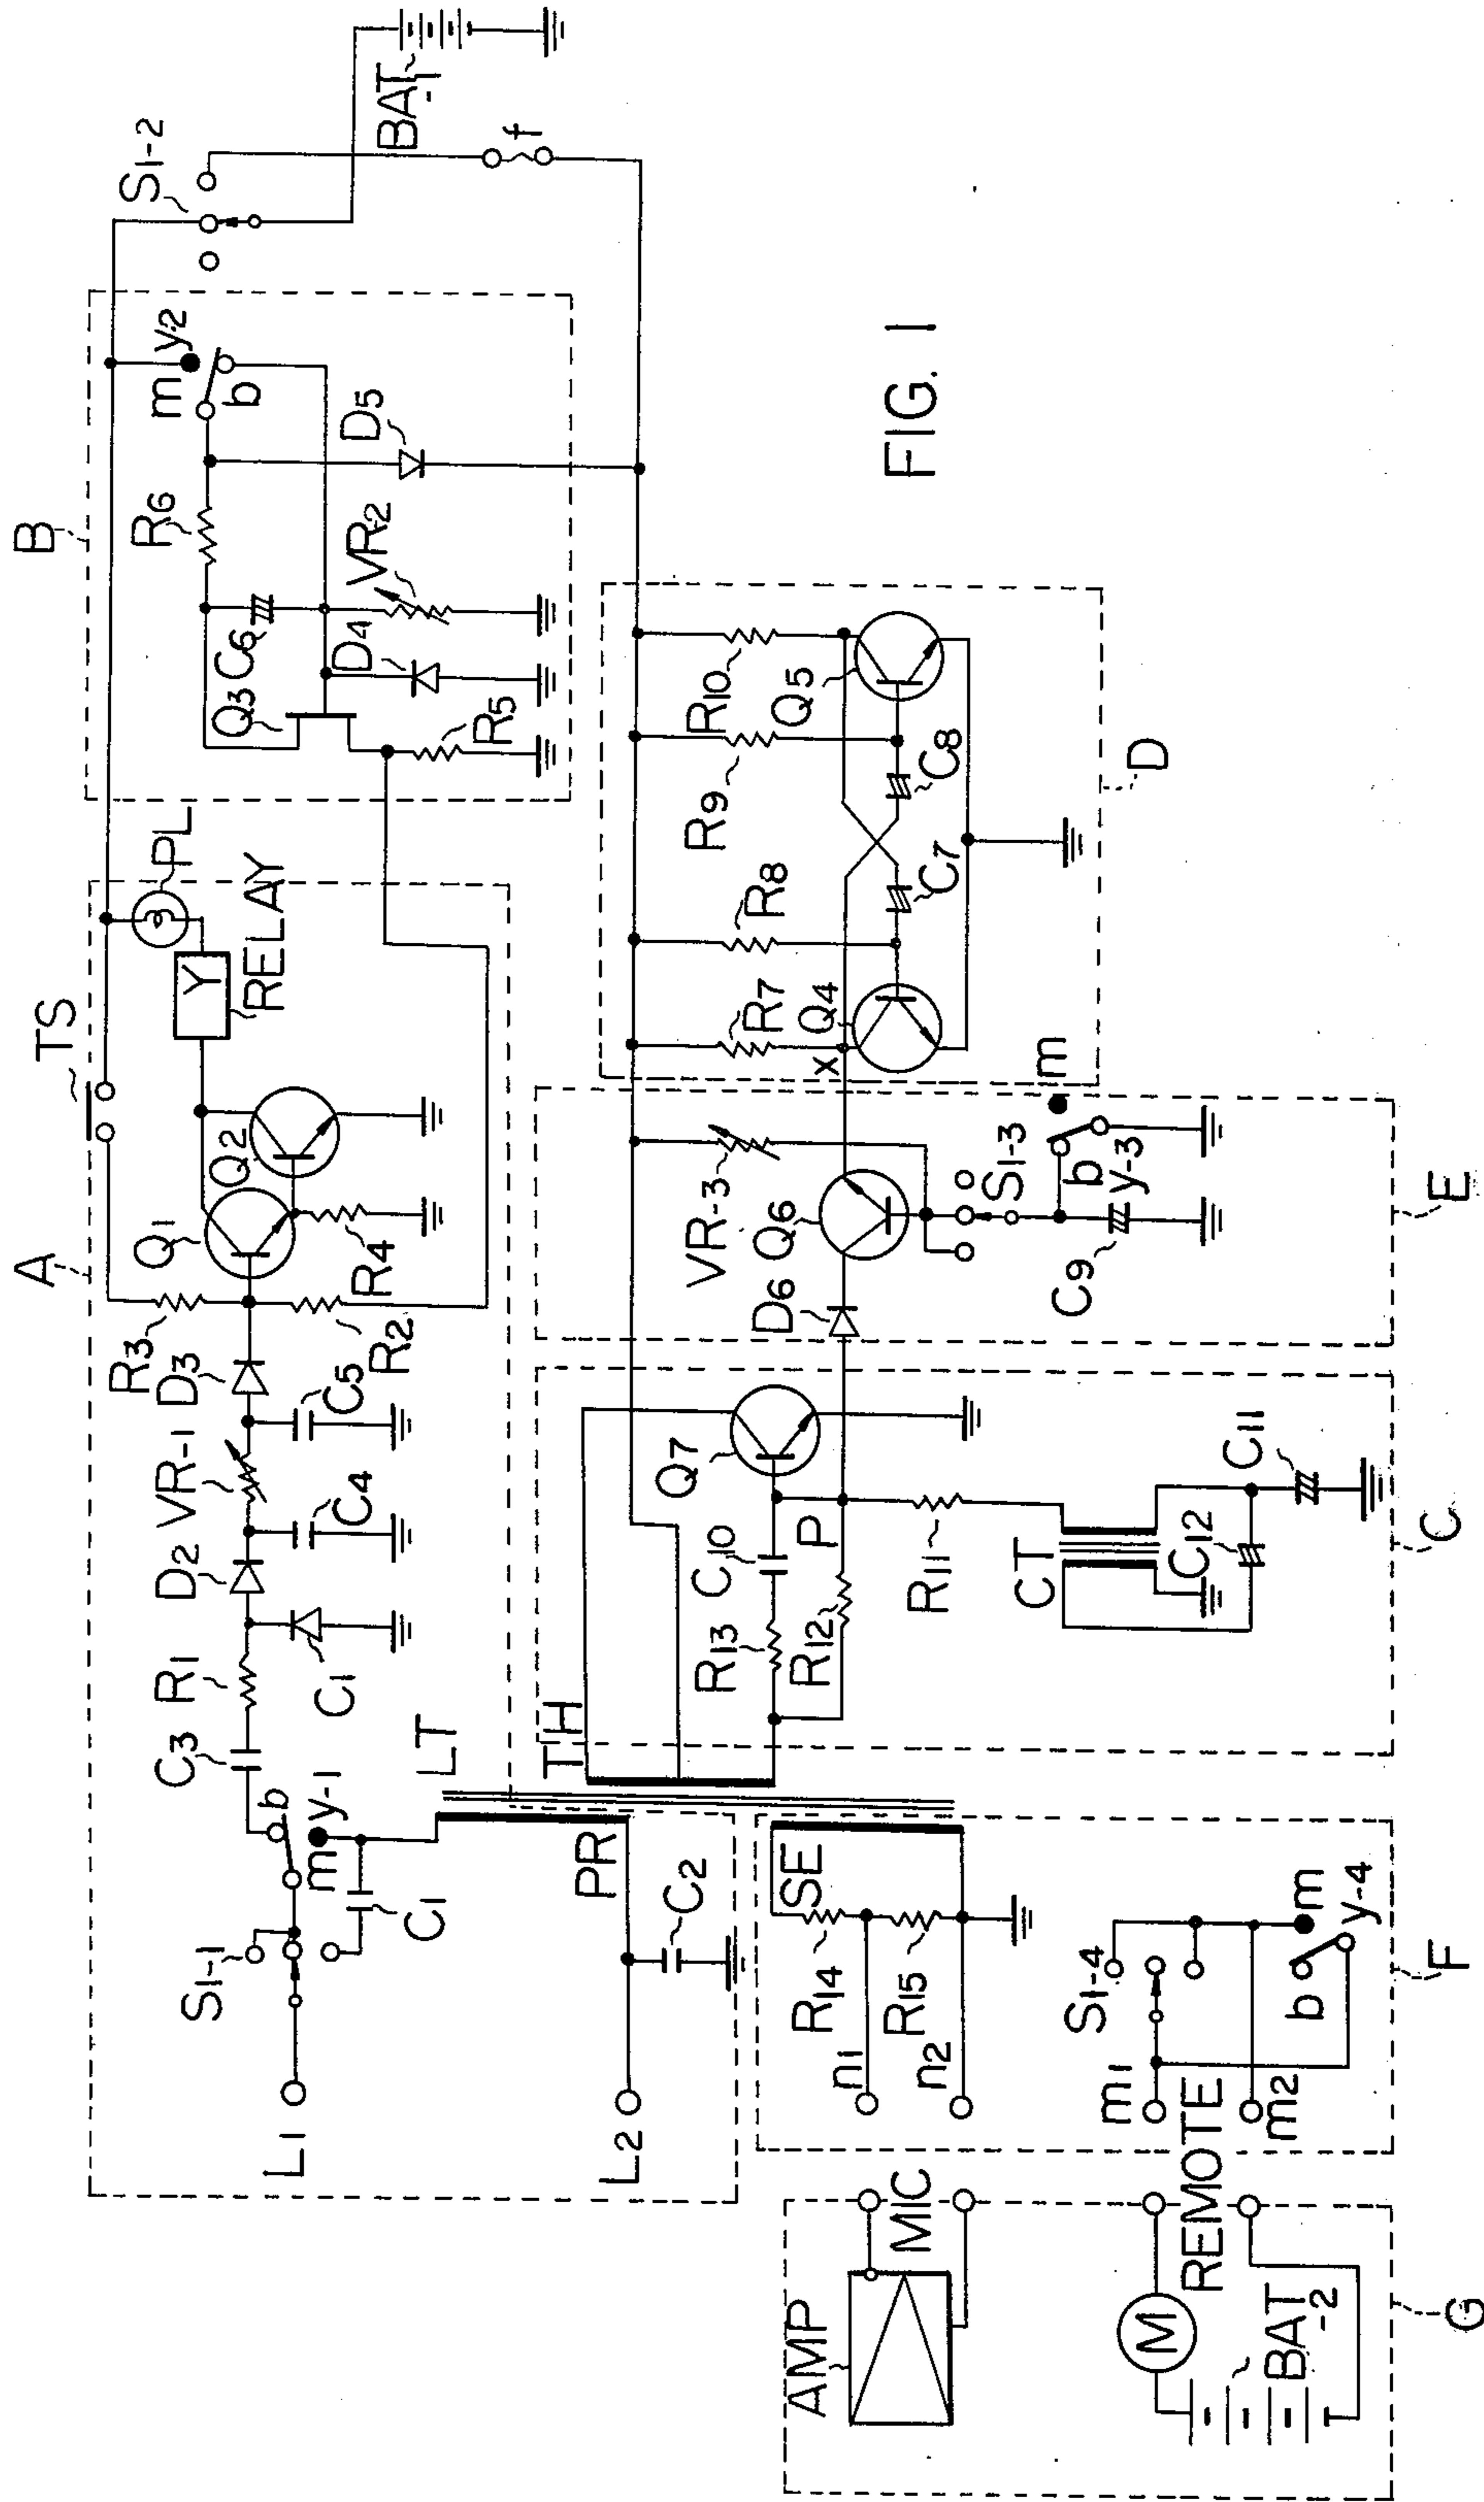 FIG. 1
A
TS
B
S1-2
BAT-1
f
PL
RELAY
Y
R6
m
y-2
b
D5
VR-2
C6
D4
Q3
R5
Q1
Q2
R4
R3
R2
D3
C5
VR-1
C4
D2
C1
R1
C3
b
y-1
m
C1
S1-1
L1
LT
PR
C2
L2
TH
Q7
C10
P
R13
R12
R11
CT
C12
C11
C
VR-3
Q6
D6
S1-3
b
y-3
m
C9
E
x
R7
Q4
R8
C7
R9
C8
R10
Q5
D
SE
R14
R15
n1
n2
S1-4
m
y-4
b
m1
m2
F
REMOTE
MIC
AMP
M
BAT-2
G